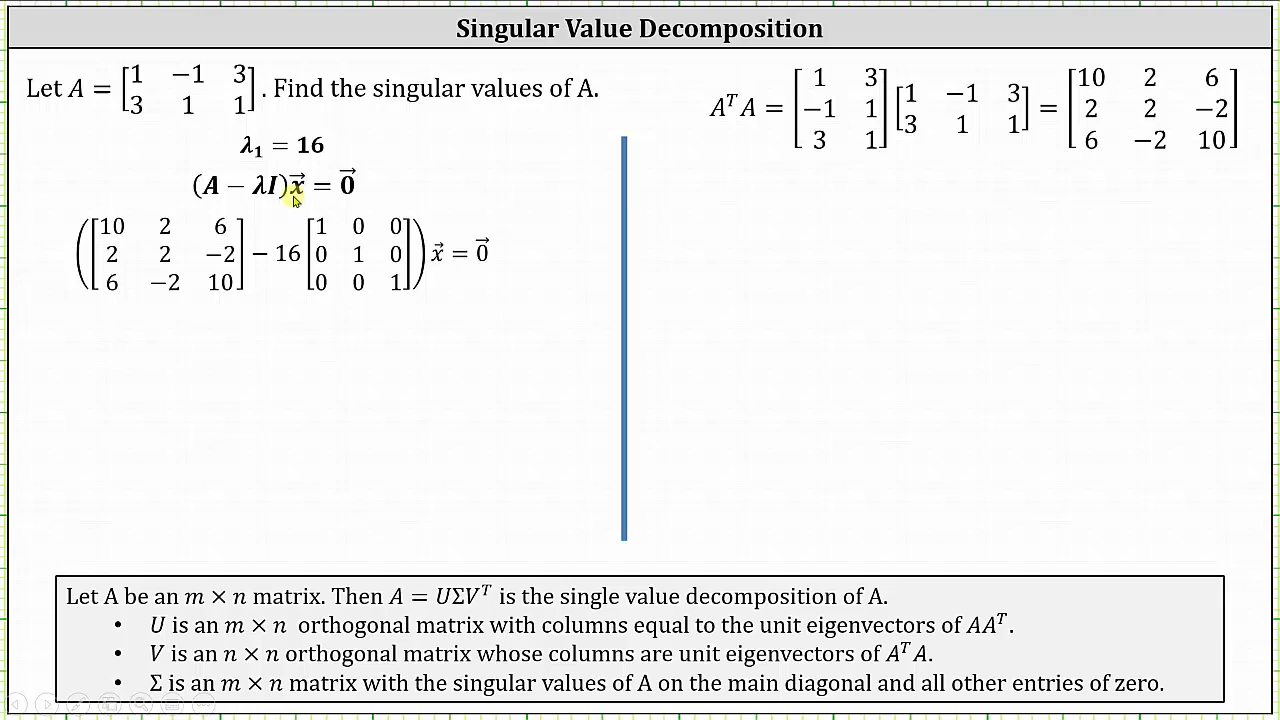 Singular Value Decomposition
Let A = [1 −1 3; 3 1 1]. Find the singular values of A.
AᵀA = [1 3; −1 1; 3 1] [1 −1 3; 3 1 1] = [10 2 6; 2 2 −2; 6 −2 10]
λ₁ = 16
(A − λI)x⃗ = 0⃗
([10 2 6; 2 2 −2; 6 −2 10] − 16 [1 0 0; 0 1 0; 0 0 1]) x⃗ = 0⃗
Let A be an m × n matrix. Then A = UΣVᵀ is the single value decomposition of A.
• U is an m × n orthogonal matrix with columns equal to the unit eigenvectors of AAᵀ.
• V is an n × n orthogonal matrix whose columns are unit eigenvectors of AᵀA.
• Σ is an m × n matrix with the singular values of A on the main diagonal and all other entries of zero.